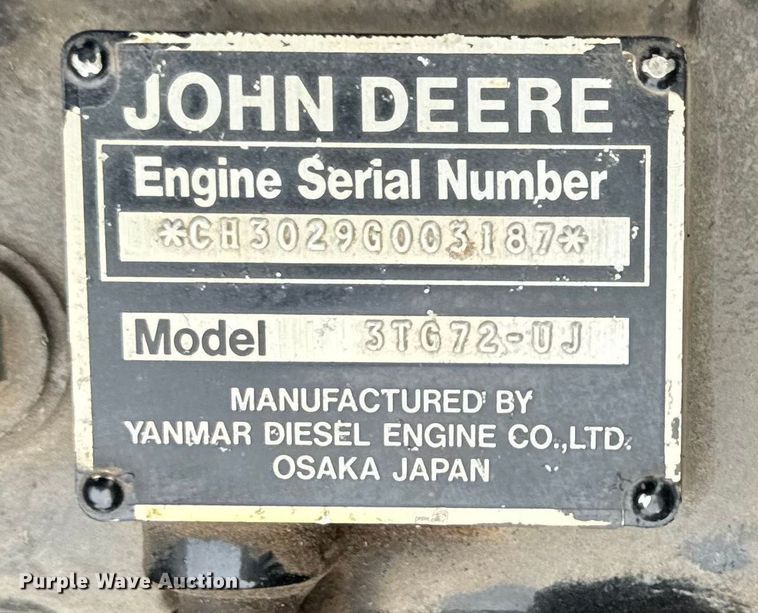 JOHN DEERE
Engine Serial Number
*CH3029G003187*
Model 3TG72-UJ
MANUFACTURED BY
YANMAR DIESEL ENGINE CO.,LTD.
OSAKA JAPAN
Purple Wave Auction